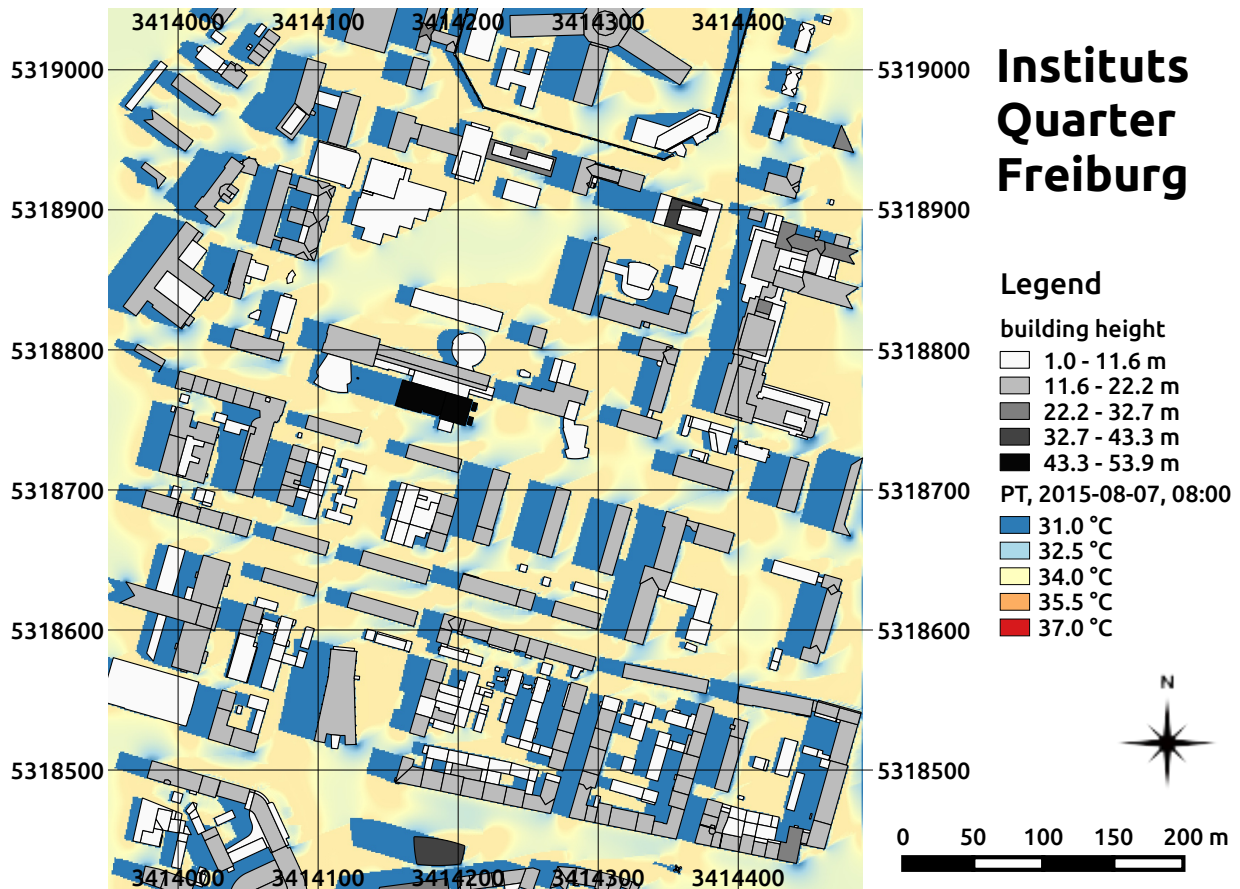 3414000 3414100 3414200 3414300 3414400
5319000 5319000
5318900 5318900
5318800 5318800
5318700 5318700
5318600 5318600
5318500 5318500
3414000 3414100 3414200 3414300 3414400
Instituts
Quarter
Freiburg
Legend
building height
1.0 - 11.6 m
11.6 - 22.2 m
22.2 - 32.7 m
32.7 - 43.3 m
43.3 - 53.9 m
PT, 2015-08-07, 08:00
31.0 °C
32.5 °C
34.0 °C
35.5 °C
37.0 °C
N
0 50 100 150 200 m